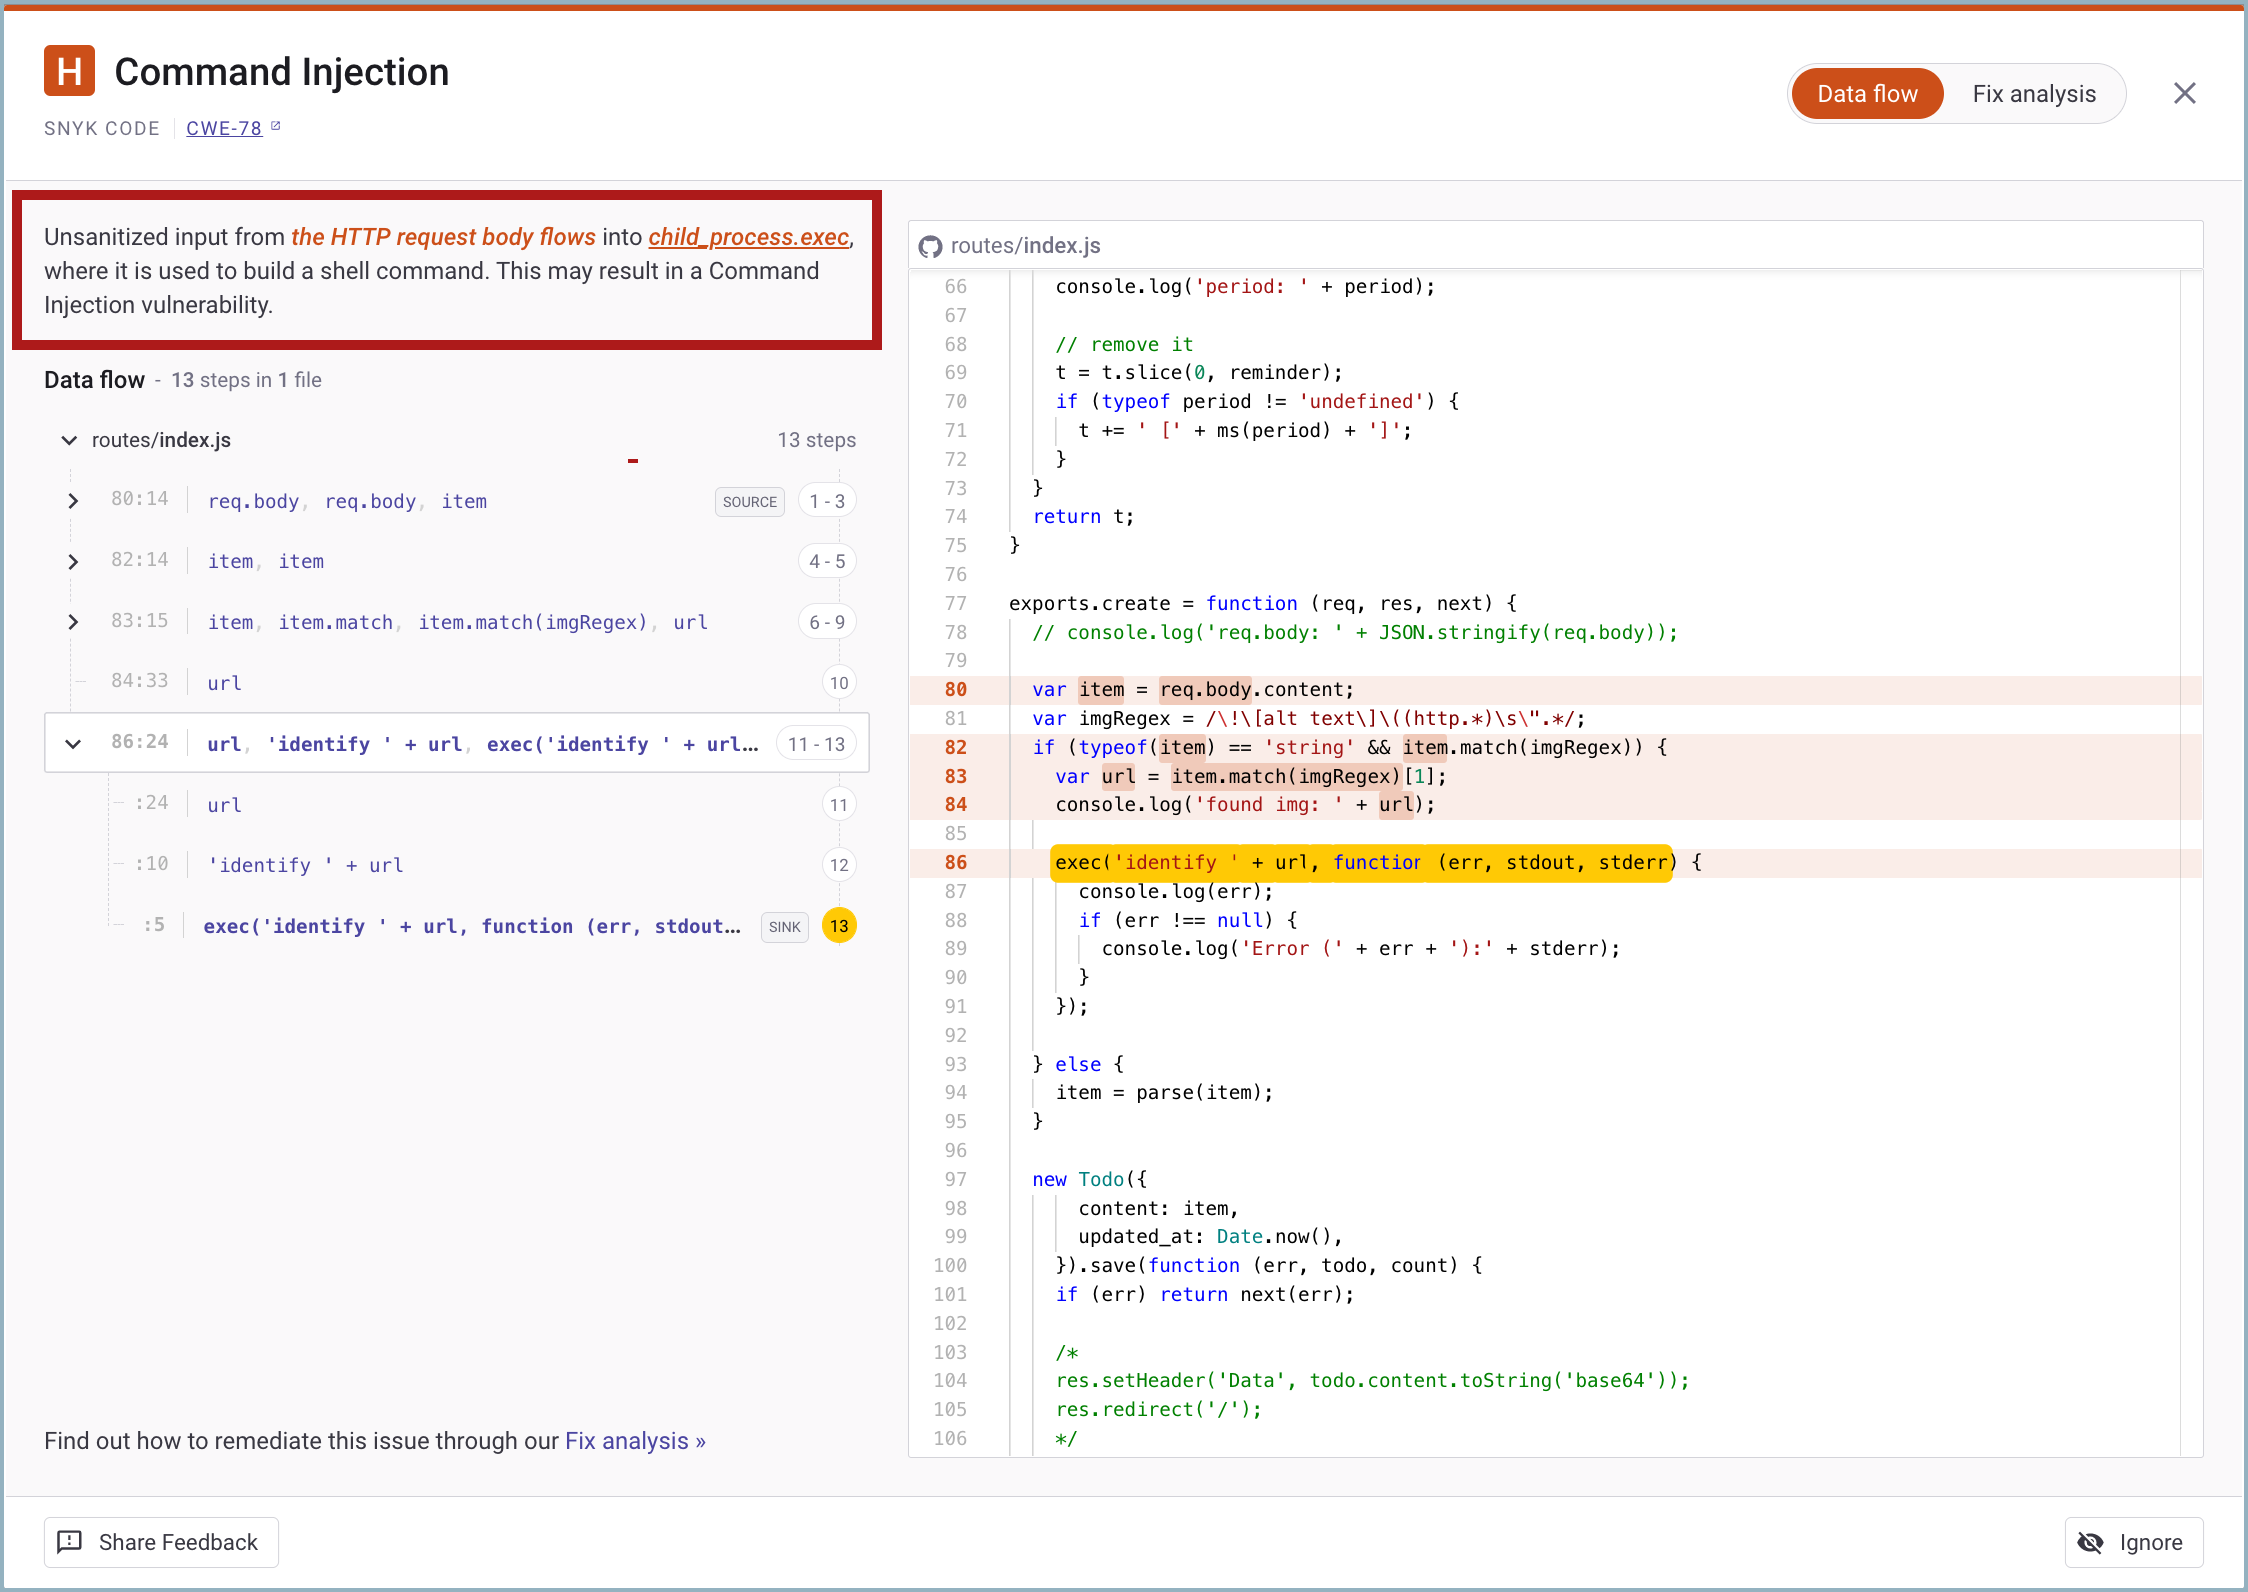 H Command Injection
SNYK CODE CWE-78
Data flow Fix analysis
Unsanitized input from the HTTP request body flows into child_process.exec,
where it is used to build a shell command. This may result in a Command
Injection vulnerability.
Data flow - 13 steps in 1 file
routes/index.js 13 steps
80:14 req.body, req.body, item SOURCE 1 - 3
82:14 item, item 4 - 5
83:15 item, item.match, item.match(imgRegex), url 6 - 9
84:33 url 10
86:24 url, 'identify ' + url, exec('identify ' + url... 11 - 13
:24 url 11
:10 'identify ' + url 12
:5 exec('identify ' + url, function (err, stdout... SINK 13
Find out how to remediate this issue through our Fix analysis »
routes/index.js
66 console.log('period: ' + period);
67
68 // remove it
69 t = t.slice(0, reminder);
70 if (typeof period != 'undefined') {
71 t += ' [' + ms(period) + ']';
72 }
73 }
74 return t;
75 }
76
77 exports.create = function (req, res, next) {
78 // console.log('req.body: ' + JSON.stringify(req.body));
79
80 var item = req.body.content;
81 var imgRegex = /\!\[alt text\]\((http.*)\s\".*/;
82 if (typeof(item) == 'string' && item.match(imgRegex)) {
83 var url = item.match(imgRegex)[1];
84 console.log('found img: ' + url);
85
86 exec('identify ' + url, function (err, stdout, stderr) {
87 console.log(err);
88 if (err !== null) {
89 console.log('Error (' + err + '):' + stderr);
90 }
91 });
92
93 } else {
94 item = parse(item);
95 }
96
97 new Todo({
98 content: item,
99 updated_at: Date.now(),
100 }).save(function (err, todo, count) {
101 if (err) return next(err);
102
103 /*
104 res.setHeader('Data', todo.content.toString('base64'));
105 res.redirect('/');
106 */
Share Feedback
Ignore